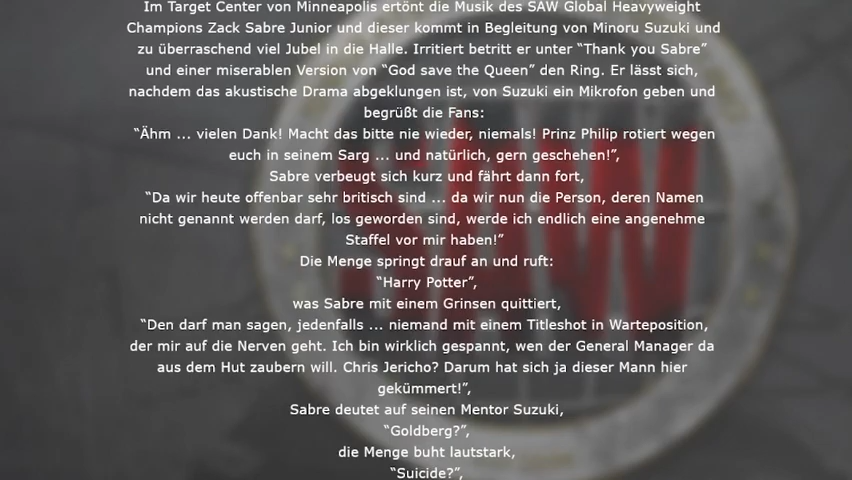 Im Target Center von Minneapolis ertönt die Musik des SAW Global Heavyweight
Champions Zack Sabre Junior und dieser kommt in Begleitung von Minoru Suzuki und
zu überraschend viel Jubel in die Halle. Irritiert betritt er unter “Thank you Sabre”
und einer miserablen Version von “God save the Queen” den Ring. Er lässt sich,
nachdem das akustische Drama abgeklungen ist, von Suzuki ein Mikrofon geben und
begrüßt die Fans:
“Ähm ... vielen Dank! Macht das bitte nie wieder, niemals! Prinz Philip rotiert wegen
euch in seinem Sarg ... und natürlich, gern geschehen!”,
Sabre verbeugt sich kurz und fährt dann fort,
“Da wir heute offenbar sehr britisch sind ... da wir nun die Person, deren Namen
nicht genannt werden darf, los geworden sind, werde ich endlich eine angenehme
Staffel vor mir haben!”
Die Menge springt drauf an und ruft:
“Harry Potter”,
was Sabre mit einem Grinsen quittiert,
“Den darf man sagen, jedenfalls ... niemand mit einem Titleshot in Warteposition,
der mir auf die Nerven geht. Ich bin wirklich gespannt, wen der General Manager da
aus dem Hut zaubern will. Chris Jericho? Darum hat sich ja dieser Mann hier
gekümmert!”,
Sabre deutet auf seinen Mentor Suzuki,
“Goldberg?”,
die Menge buht lautstark,
“Suicide?”,
SAW